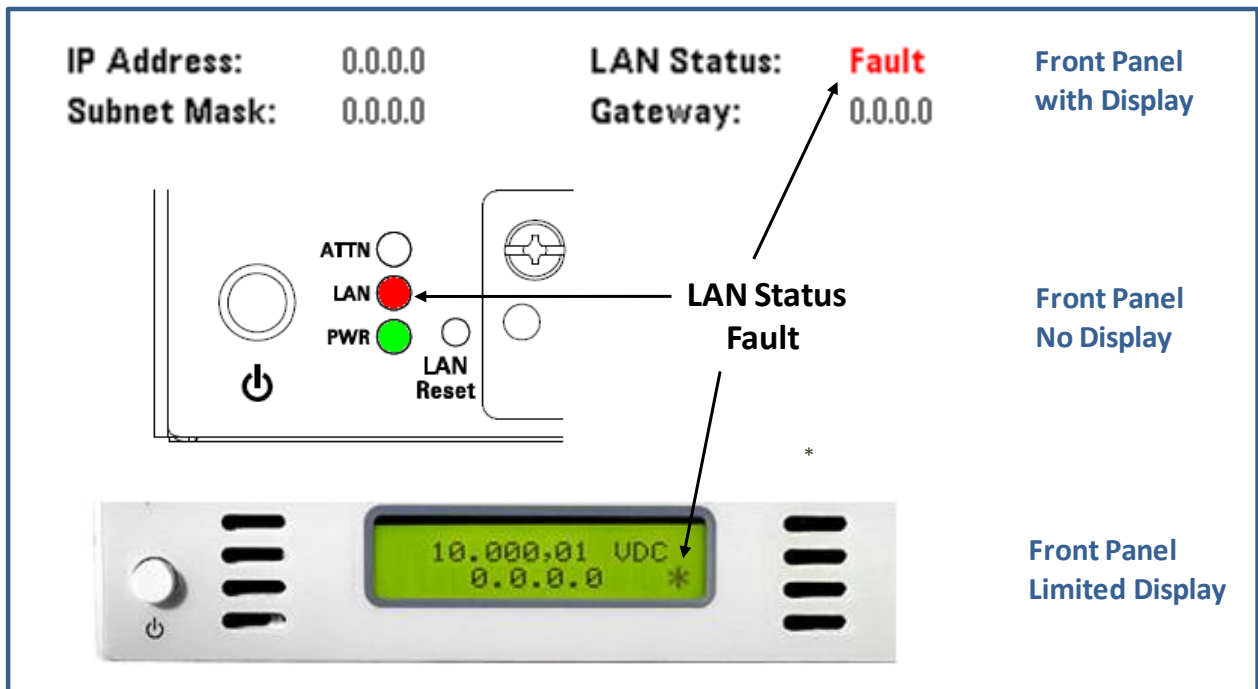 IP Address: 0.0.0.0 LAN Status: Fault
Subnet Mask: 0.0.0.0 Gateway: 0.0.0.0
Front Panel
with Display
ATTN
LAN
PWR
LAN
Reset
LAN Status
Fault
Front Panel
No Display
*
10.000,01 VDC
0.0.0.0 *
Front Panel
Limited Display